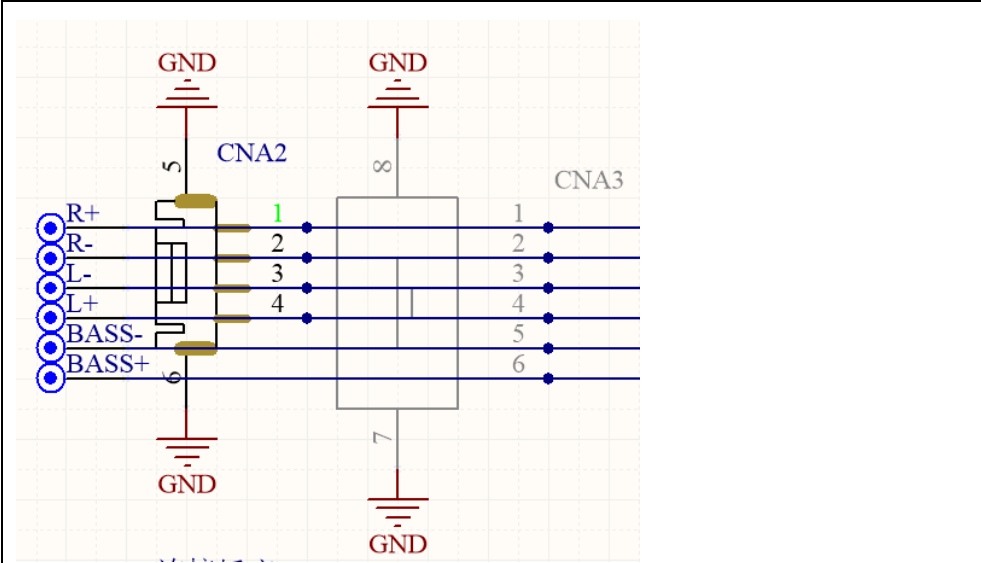 GND GND
5 CNA2 8 CNA3
R+ 1 1
R- 2 2
L- 3 3
L+ 4 4
BASS- 5
BASS+ 6
6 7
GND
GND